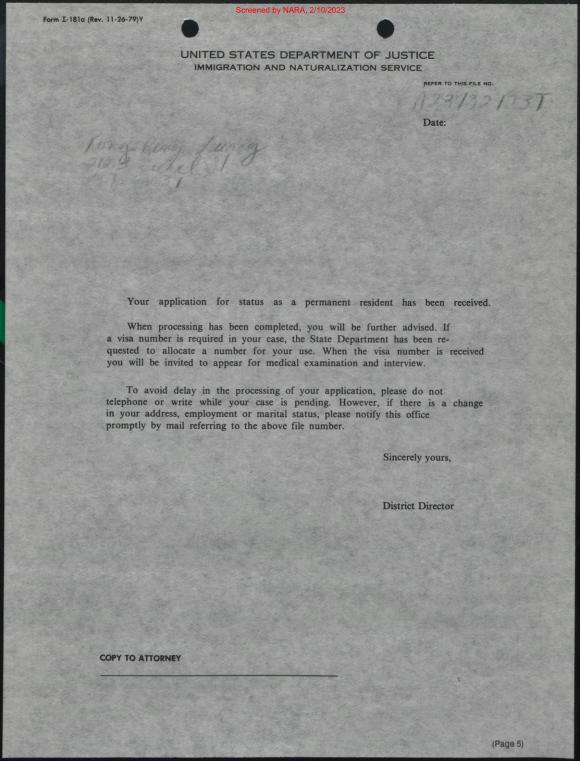 Screened by NARA, 2/10/2023
Form I-181a (Rev. 11-26-79)Y
UNITED STATES DEPARTMENT OF JUSTICE
IMMIGRATION AND NATURALIZATION SERVICE
REFER TO THIS FILE NO.
Date:
Your application for status as a permanent resident has been received.
When processing has been completed, you will be further advised. If
a visa number is required in your case, the State Department has been re-
quested to allocate a number for your use. When the visa number is received
you will be invited to appear for medical examination and interview.
To avoid delay in the processing of your application, please do not
telephone or write while your case is pending. However, if there is a change
in your address, employment or marital status, please notify this office
promptly by mail referring to the above file number.
Sincerely yours,
District Director
COPY TO ATTORNEY
(Page 5)